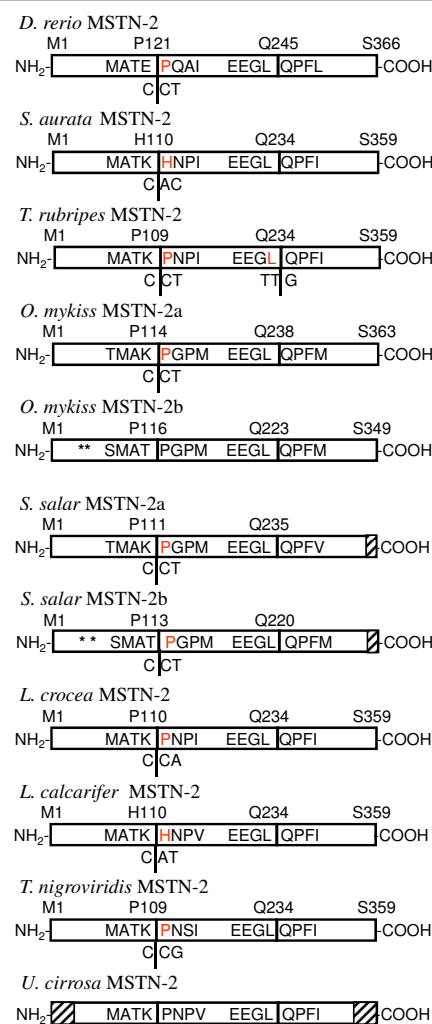 D. rerio MSTN-2
M1 P121 Q245 S366
NH2- MATE PQAI EEGL QPFL -COOH
C CT
S. aurata MSTN-2
M1 H110 Q234 S359
NH2- MATK HNPI EEGL QPFI -COOH
C AC
T. rubripes MSTN-2
M1 P109 Q234 S359
NH2- MATK PNPI EEGL QPFI -COOH
C CT TT G
O. mykiss MSTN-2a
M1 P114 Q238 S363
NH2- TMAK PGPM EEGL QPFM -COOH
C CT
O. mykiss MSTN-2b
M1 P116 Q223 S349
NH2- ** SMAT PGPM EEGL QPFM -COOH
S. salar MSTN-2a
M1 P111 Q235
NH2- TMAK PGPM EEGL QPFV -COOH
C CT
S. salar MSTN-2b
M1 P113 Q220
NH2- * * SMAT PGPM EEGL QPFM -COOH
C CT
L. crocea MSTN-2
M1 P110 Q234 S359
NH2- MATK PNPI EEGL QPFI -COOH
C CA
L. calcarifer MSTN-2
M1 H110 Q234 S359
NH2- MATK HNPV EEGL QPFI -COOH
C AT
T. nigroviridis MSTN-2
M1 P109 Q234 S359
NH2- MATK PNSI EEGL QPFI -COOH
C CG
U. cirrosa MSTN-2
NH2- MATK PNPV EEGL QPFI -COOH